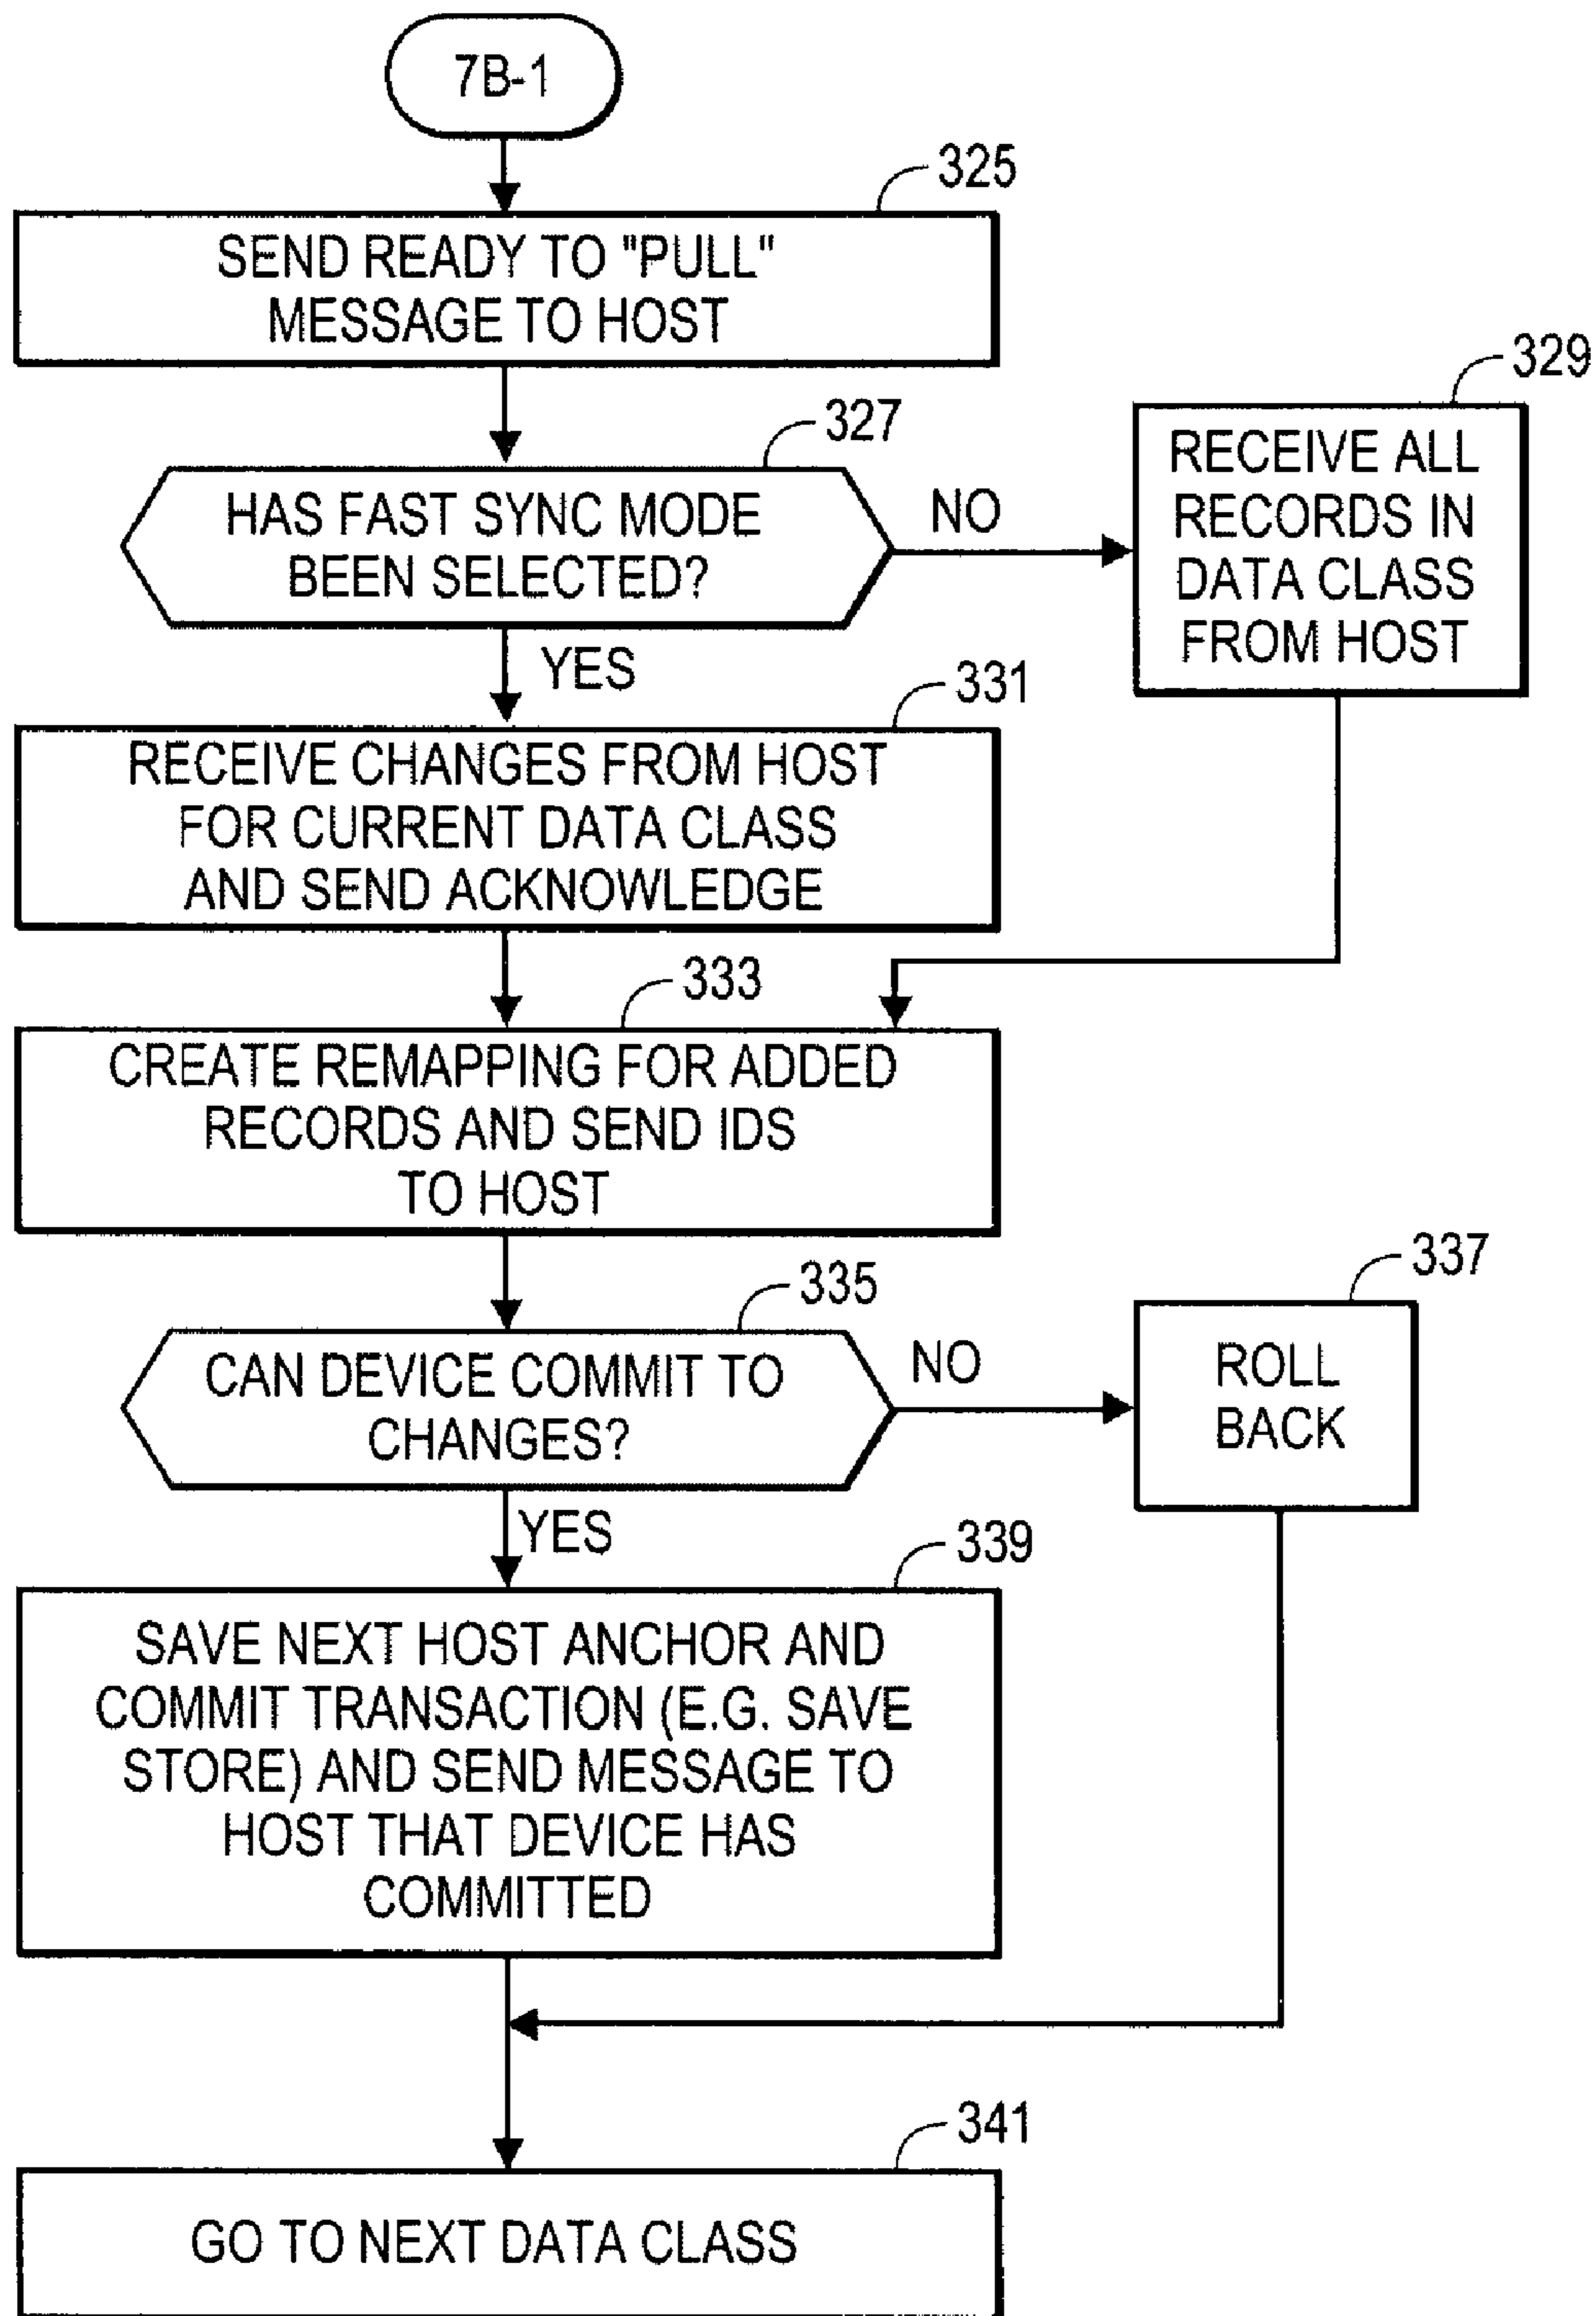 7B-1
325
SEND READY TO "PULL"
MESSAGE TO HOST
327
HAS FAST SYNC MODE
BEEN SELECTED?
NO
329
RECEIVE ALL
RECORDS IN
DATA CLASS
FROM HOST
YES
331
RECEIVE CHANGES FROM HOST
FOR CURRENT DATA CLASS
AND SEND ACKNOWLEDGE
333
CREATE REMAPPING FOR ADDED
RECORDS AND SEND IDS
TO HOST
335
CAN DEVICE COMMIT TO
CHANGES?
NO
337
ROLL
BACK
YES
339
SAVE NEXT HOST ANCHOR AND
COMMIT TRANSACTION (E.G. SAVE
STORE) AND SEND MESSAGE TO
HOST THAT DEVICE HAS
COMMITTED
341
GO TO NEXT DATA CLASS